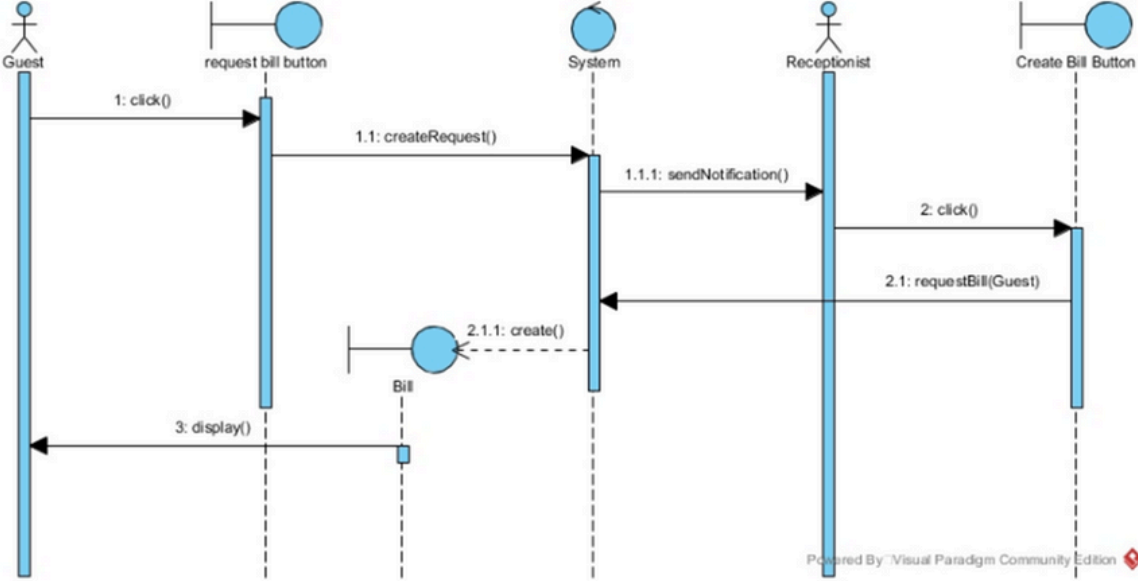 Guest
request bill button
System
Receptionist
Create Bill Button
1: click()
1.1: createRequest()
1.1.1: sendNotification()
2: click()
2.1: requestBill(Guest)
2.1.1: create()
Bill
3: display()
Powered By Visual Paradigm Community Edition